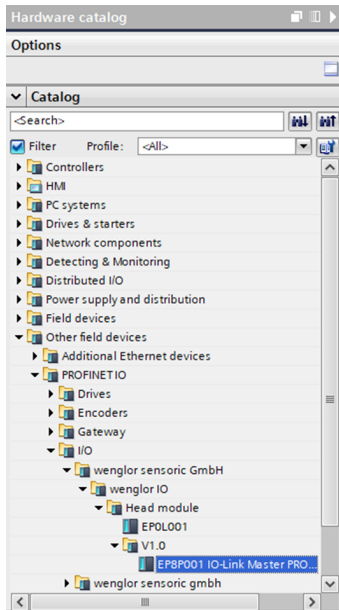 Hardware catalog
Options
Catalog
<Search>
Filter Profile: <All>
Controllers
HMI
PC systems
Drives & starters
Network components
Detecting & Monitoring
Distributed I/O
Power supply and distribution
Field devices
Other field devices
Additional Ethernet devices
PROFINET IO
Drives
Encoders
Gateway
I/O
wenglor sensoric GmbH
wenglor IO
Head module
EP0L001
V1.0
EP8P001 IO-Link Master PRO...
wenglor sensoric gmbh